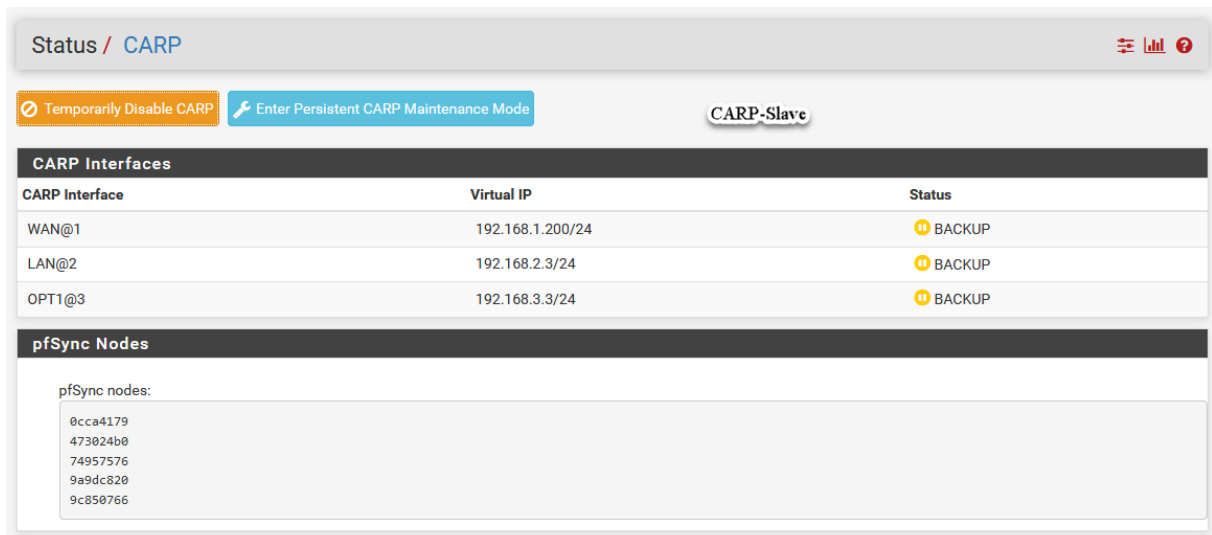 Status / CARP
Temporarily Disable CARP Enter Persistent CARP Maintenance Mode CARP-Slave
CARP Interfaces
CARP Interface Virtual IP Status
WAN@1 192.168.1.200/24 BACKUP
LAN@2 192.168.2.3/24 BACKUP
OPT1@3 192.168.3.3/24 BACKUP
pfSync Nodes
pfSync nodes:
0cca4179
473024b0
74957576
9a9dc820
9c850766